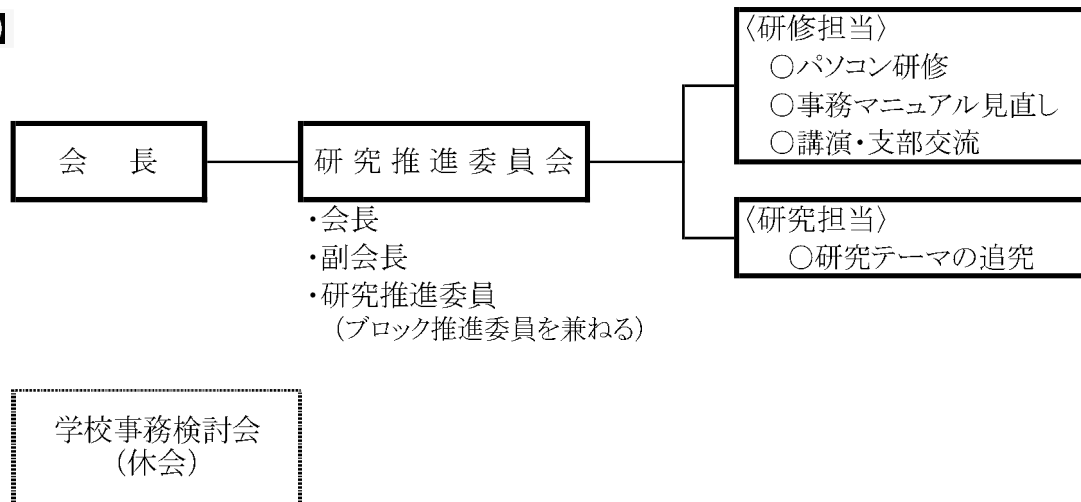 会　長
研究推進委員会
・会長
・副会長
・研究推進委員
（ブロック推進委員を兼ねる）
〈研修担当〉
○パソコン研修
○事務マニュアル見直し
○講演・支部交流
〈研究担当〉
○研究テーマの追究
学校事務検討会
（休会）